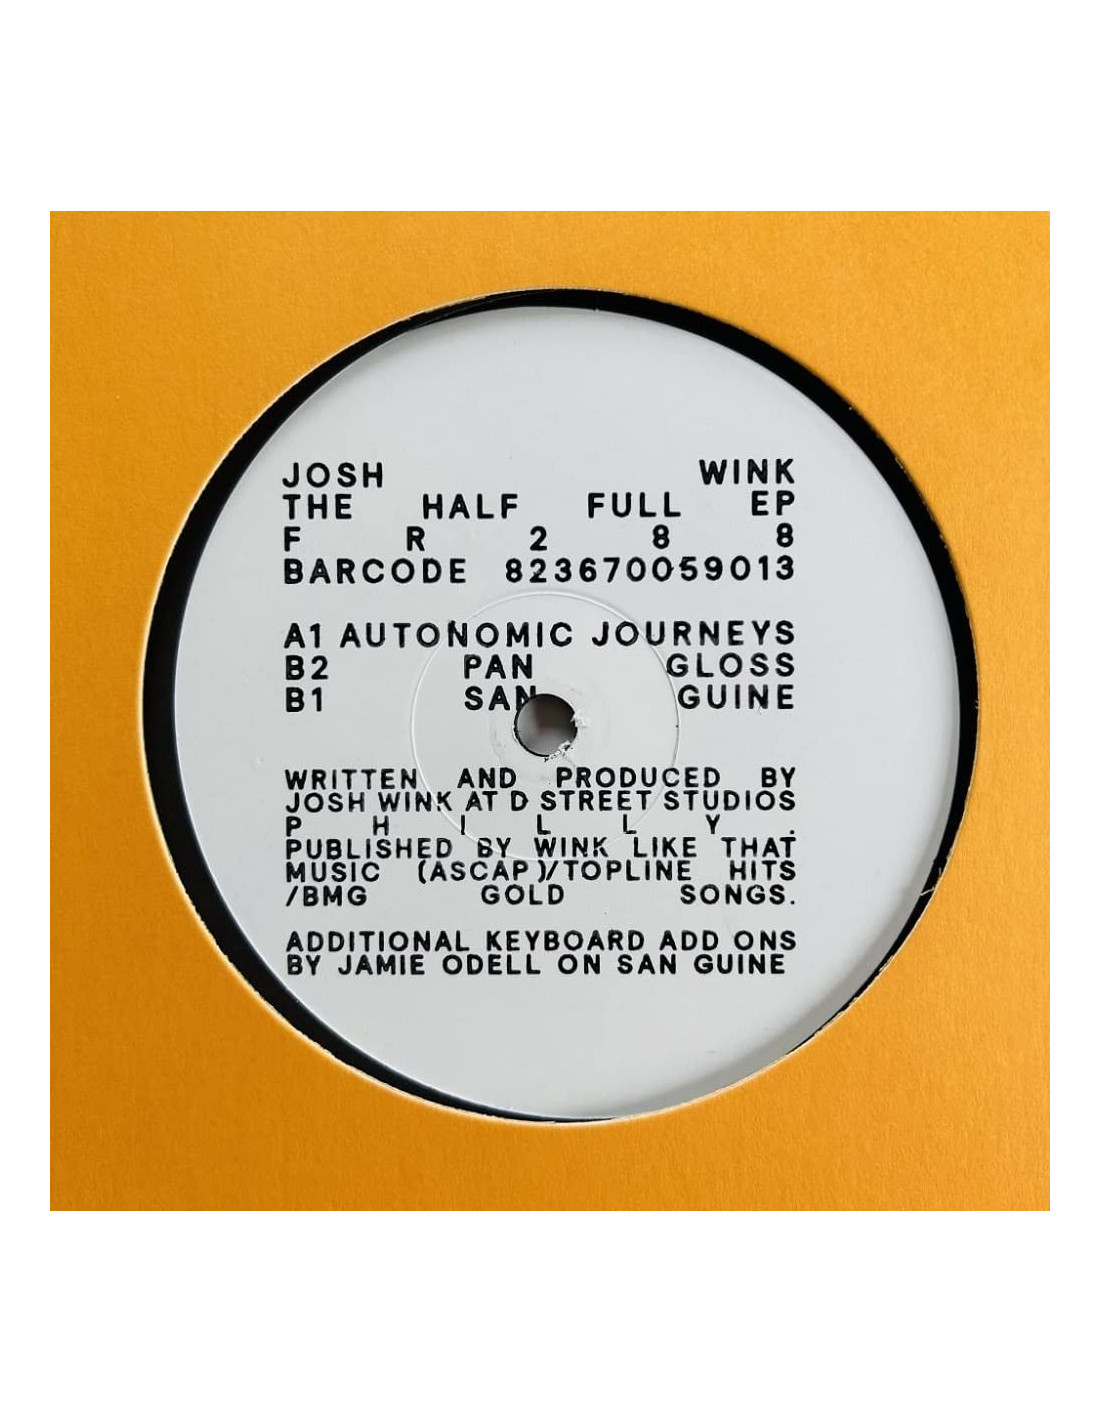 JOSH WINK
THE HALF FULL EP
F R 2 8 8
BARCODE 823670059013
A1 AUTONOMIC JOURNEYS
B2 PAN GLOSS
B1 SAN GUINE
WRITTEN AND PRODUCED BY
JOSH WINK AT D STREET STUDIOS
P H I L L Y .
PUBLISHED BY WINK LIKE THAT
MUSIC (ASCAP)/TOPLINE HITS
/BMG GOLD SONGS.
ADDITIONAL KEYBOARD ADD ONS
BY JAMIE ODELL ON SAN GUINE